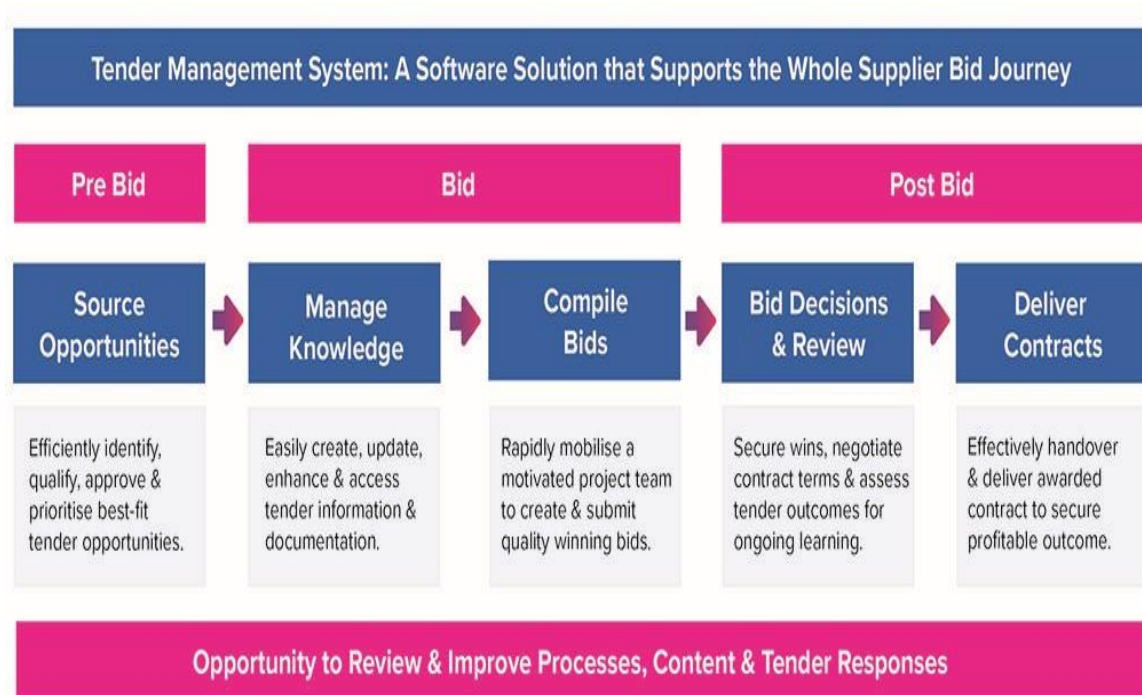 Tender Management System: A Software Solution that Supports the Whole Supplier Bid Journey
Pre Bid
Bid
Post Bid
Source
Opportunities
Manage
Knowledge
Compile
Bids
Bid Decisions
& Review
Deliver
Contracts
Efficiently identify,
qualify, approve &
prioritise best-fit
tender opportunities.
Easily create, update,
enhance & access
tender information &
documentation.
Rapidly mobilise a
motivated project team
to create & submit
quality winning bids.
Secure wins, negotiate
contract terms & assess
tender outcomes for
ongoing learning.
Effectively handover
& deliver awarded
contract to secure
profitable outcome.
Opportunity to Review & Improve Processes, Content & Tender Responses